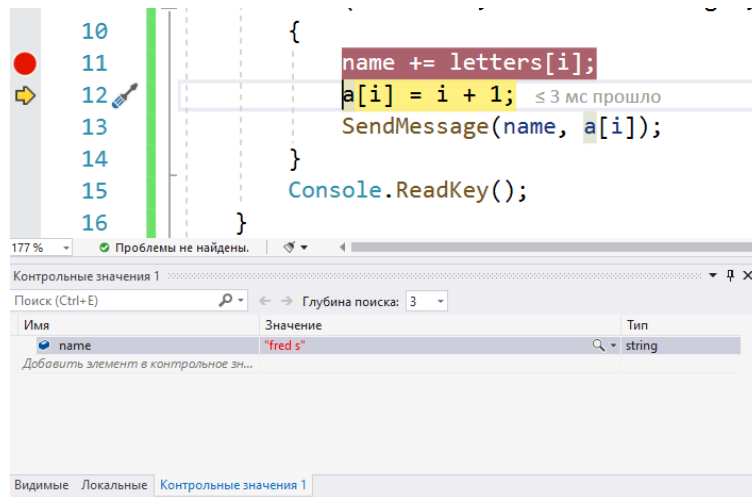 10 {
11 name += letters[i];
12 a[i] = i + 1; ≤ 3 мс прошло
13 SendMessage(name, a[i]);
14 }
15 Console.ReadKey();
16 }
177 % Проблемы не найдены.
Контрольные значения 1
Поиск (Ctrl+E) Глубина поиска: 3
Имя Значение Тип
name "fred s" string
Добавить элемент в контрольное зн...
Видимые Локальные Контрольные значения 1